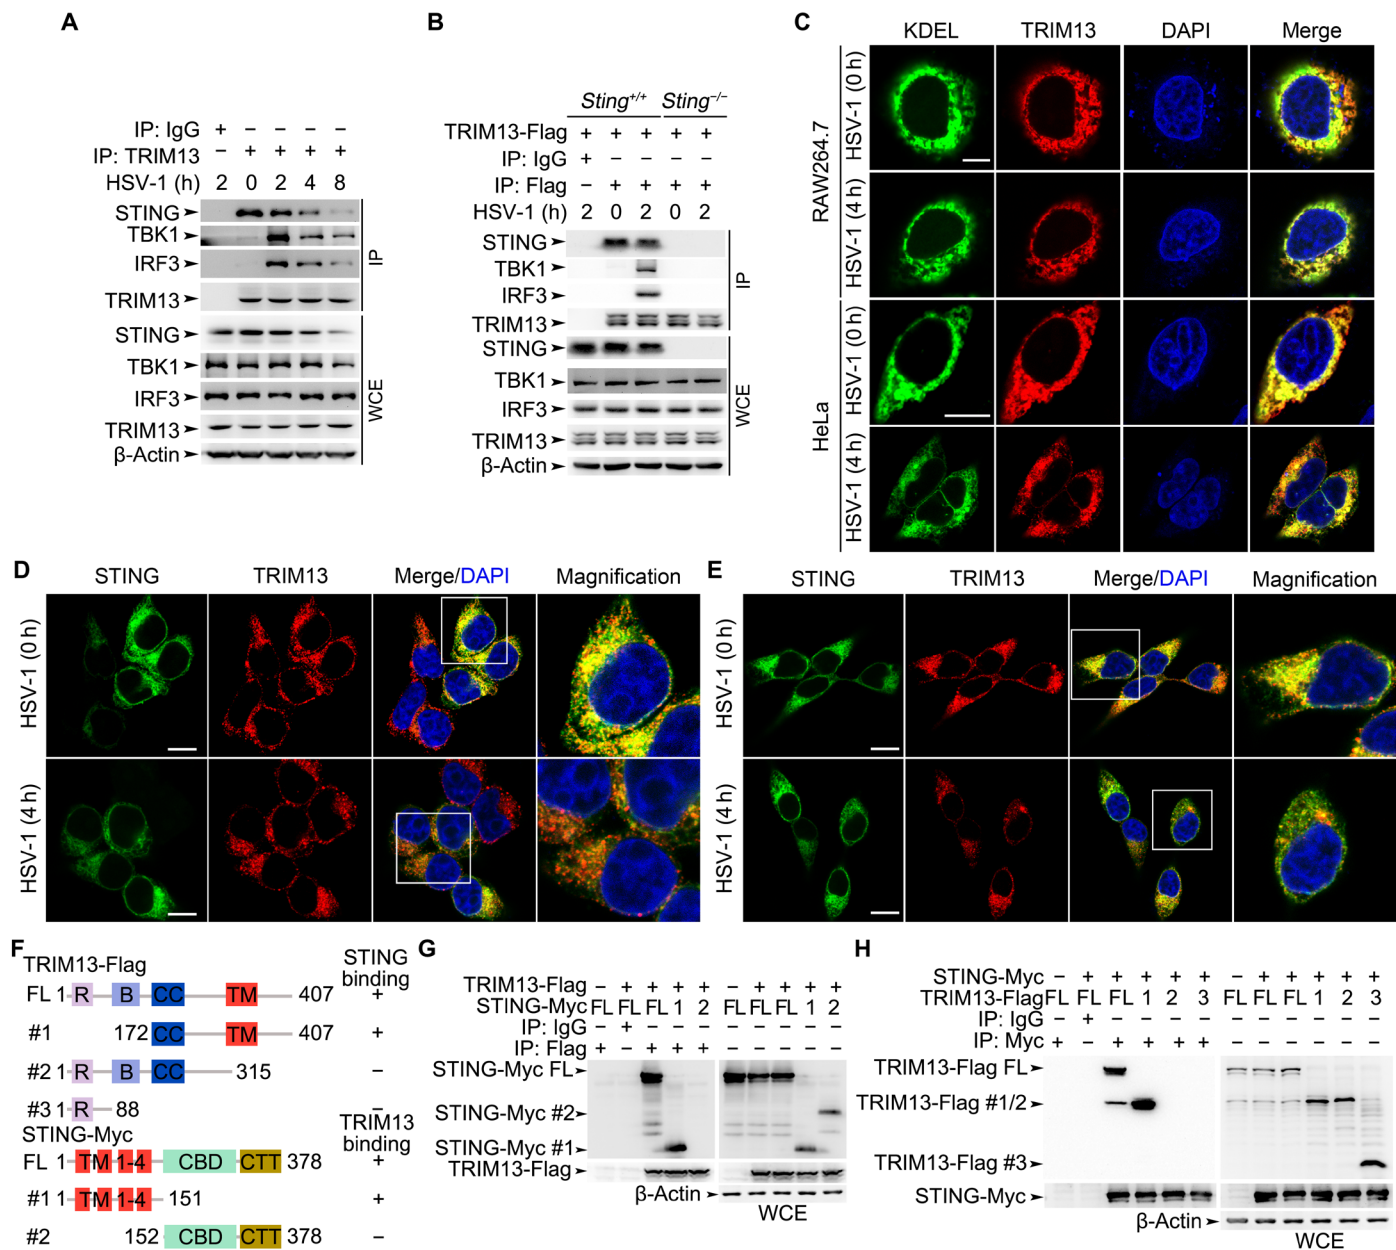 A
IP: IgG + – – – –
IP: TRIM13 – + + + +
HSV-1 (h) 2 0 2 4 8
STING
TBK1
IRF3
TRIM13
IP
STING
TBK1
IRF3
TRIM13
β-Actin
WCE
B
Sting+/+ Sting–/–
TRIM13-Flag + + + + +
IP: IgG + – – – –
IP: Flag – + + + +
HSV-1 (h) 2 0 2 0 2
STING
TBK1
IRF3
TRIM13
IP
STING
TBK1
IRF3
TRIM13
β-Actin
WCE
C
KDEL TRIM13 DAPI Merge
RAW264.7
HSV-1 (0 h)
HSV-1 (4 h)
HeLa
HSV-1 (0 h)
HSV-1 (4 h)
D
STING TRIM13 Merge/DAPI Magnification
HSV-1 (0 h)
HSV-1 (4 h)
E
STING TRIM13 Merge/DAPI Magnification
HSV-1 (0 h)
HSV-1 (4 h)
F
TRIM13-Flag
STING
binding
FL 1 R B CC TM 407 +
#1 172 CC TM 407 +
#2 1 R B CC 315 –
#3 1 R 88 –
STING-Myc
TRIM13
binding
FL 1 TM 1-4 CBD CTT 378 +
#1 1 TM 1-4 151 +
#2 152 CBD CTT 378 –
G
TRIM13-Flag – + + + + – + + + +
STING-Myc FL FL FL 1 2 FL FL FL 1 2
IP: IgG – + – – – – – – – –
IP: Flag + – + + + – – – – –
STING-Myc FL
STING-Myc #2
STING-Myc #1
TRIM13-Flag
β-Actin
WCE
H
STING-Myc – + + + + + – + + + + +
TRIM13-Flag FL FL FL 1 2 3 FL FL FL 1 2 3
IP: IgG – + – – – – – – – – – –
IP: Myc + – + + + + – – – – – –
TRIM13-Flag FL
TRIM13-Flag #1/2
TRIM13-Flag #3
STING-Myc
β-Actin
WCE